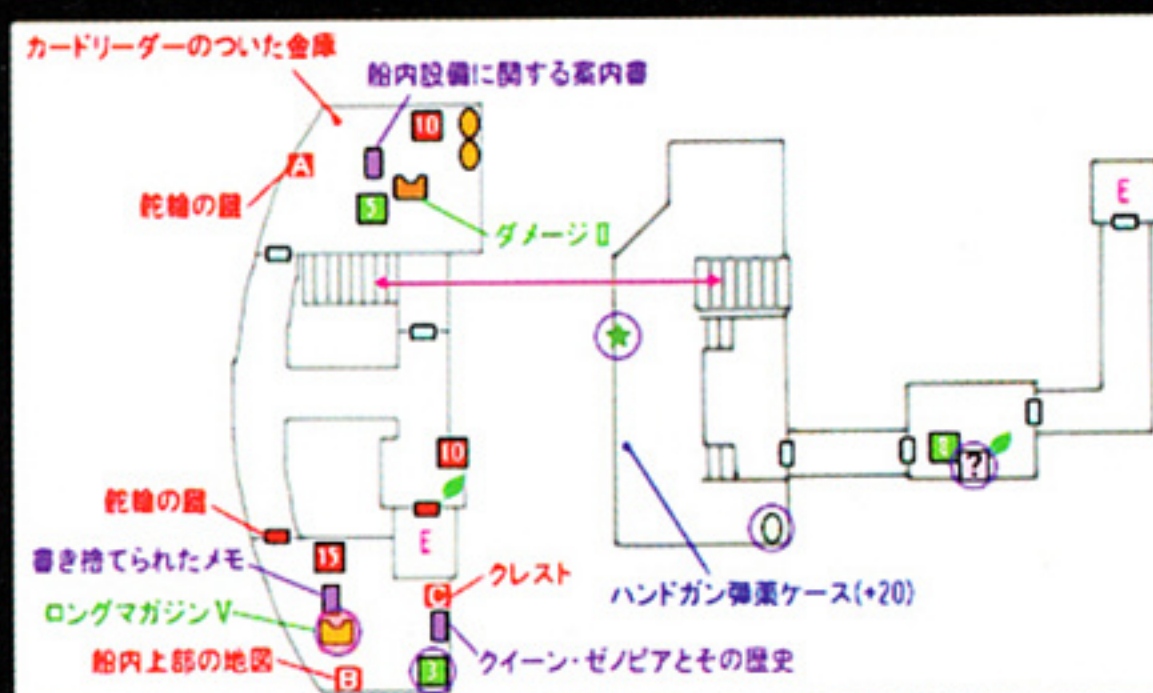 カードリーダーのついた金庫
船内設備に関する案内書
10
A
舵輪の鍵
5
ダメージⅡ
E
10
8
?
舵輪の鍵
E
15
書き捨てられたメモ
C
クレスト
ハンドガン弾薬ケース(+20)
ロングマガジンV
クイーン・ゼノビアとその歴史
船内上部の地図
B
3